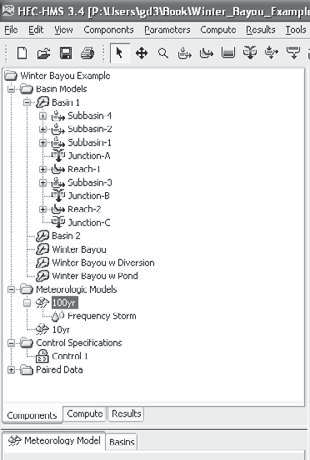 HEC-HMS 3.4 [P:\Users\gd3\Book\Winter_Bayou_Example
File Edit View Components Parameters Compute Results Tools
Winter Bayou Example
Basin Models
Basin 1
Subbasin-4
Subbasin-2
Subbasin-1
Junction-A
Reach-1
Subbasin-3
Junction-B
Reach-2
Junction-C
Basin 2
Winter Bayou
Winter Bayou w Diversion
Winter Bayou w Pond
Meteorologic Models
100yr
Frequency Storm
10yr
Control Specifications
Control 1
Paired Data
Components Compute Results
Meteorology Model Basins